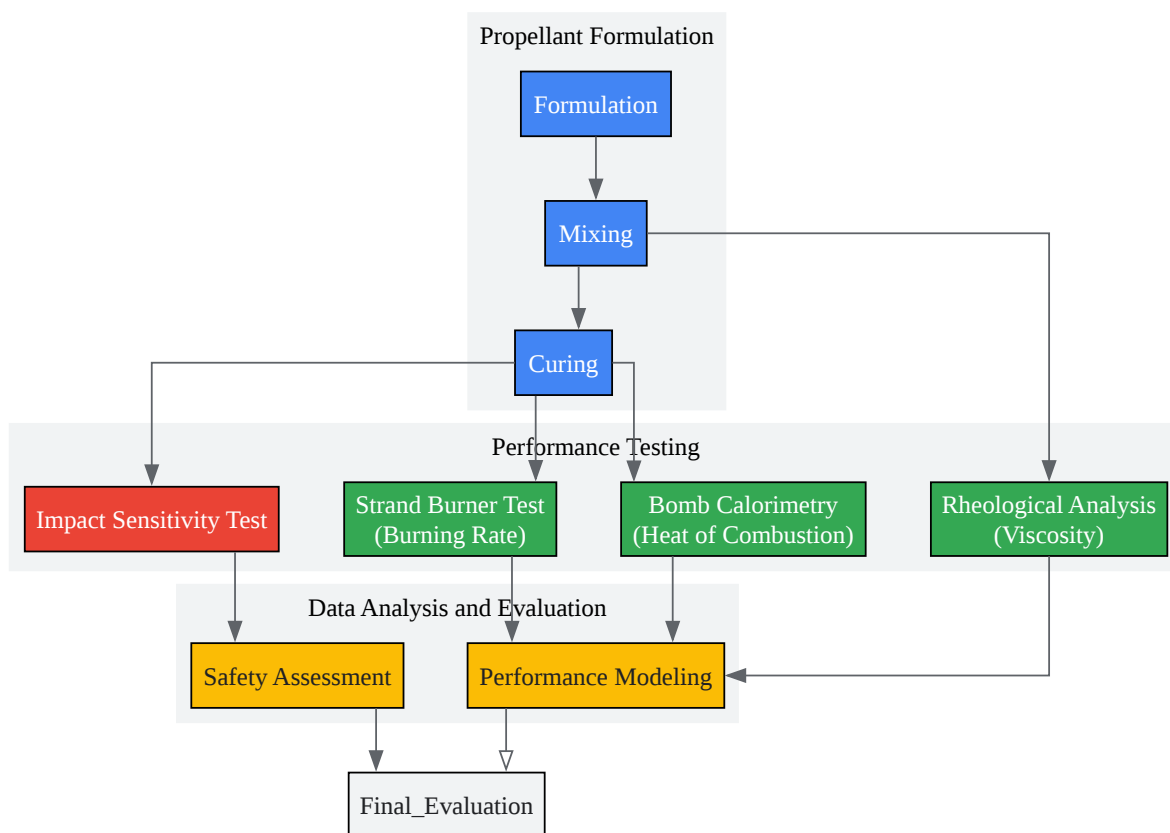 Propellant Formulation
Formulation
Mixing
Curing
Performance Testing
Impact Sensitivity Test
Strand Burner Test
(Burning Rate)
Bomb Calorimetry
(Heat of Combustion)
Rheological Analysis
(Viscosity)
Data Analysis and Evaluation
Safety Assessment
Performance Modeling
Final_Evaluation